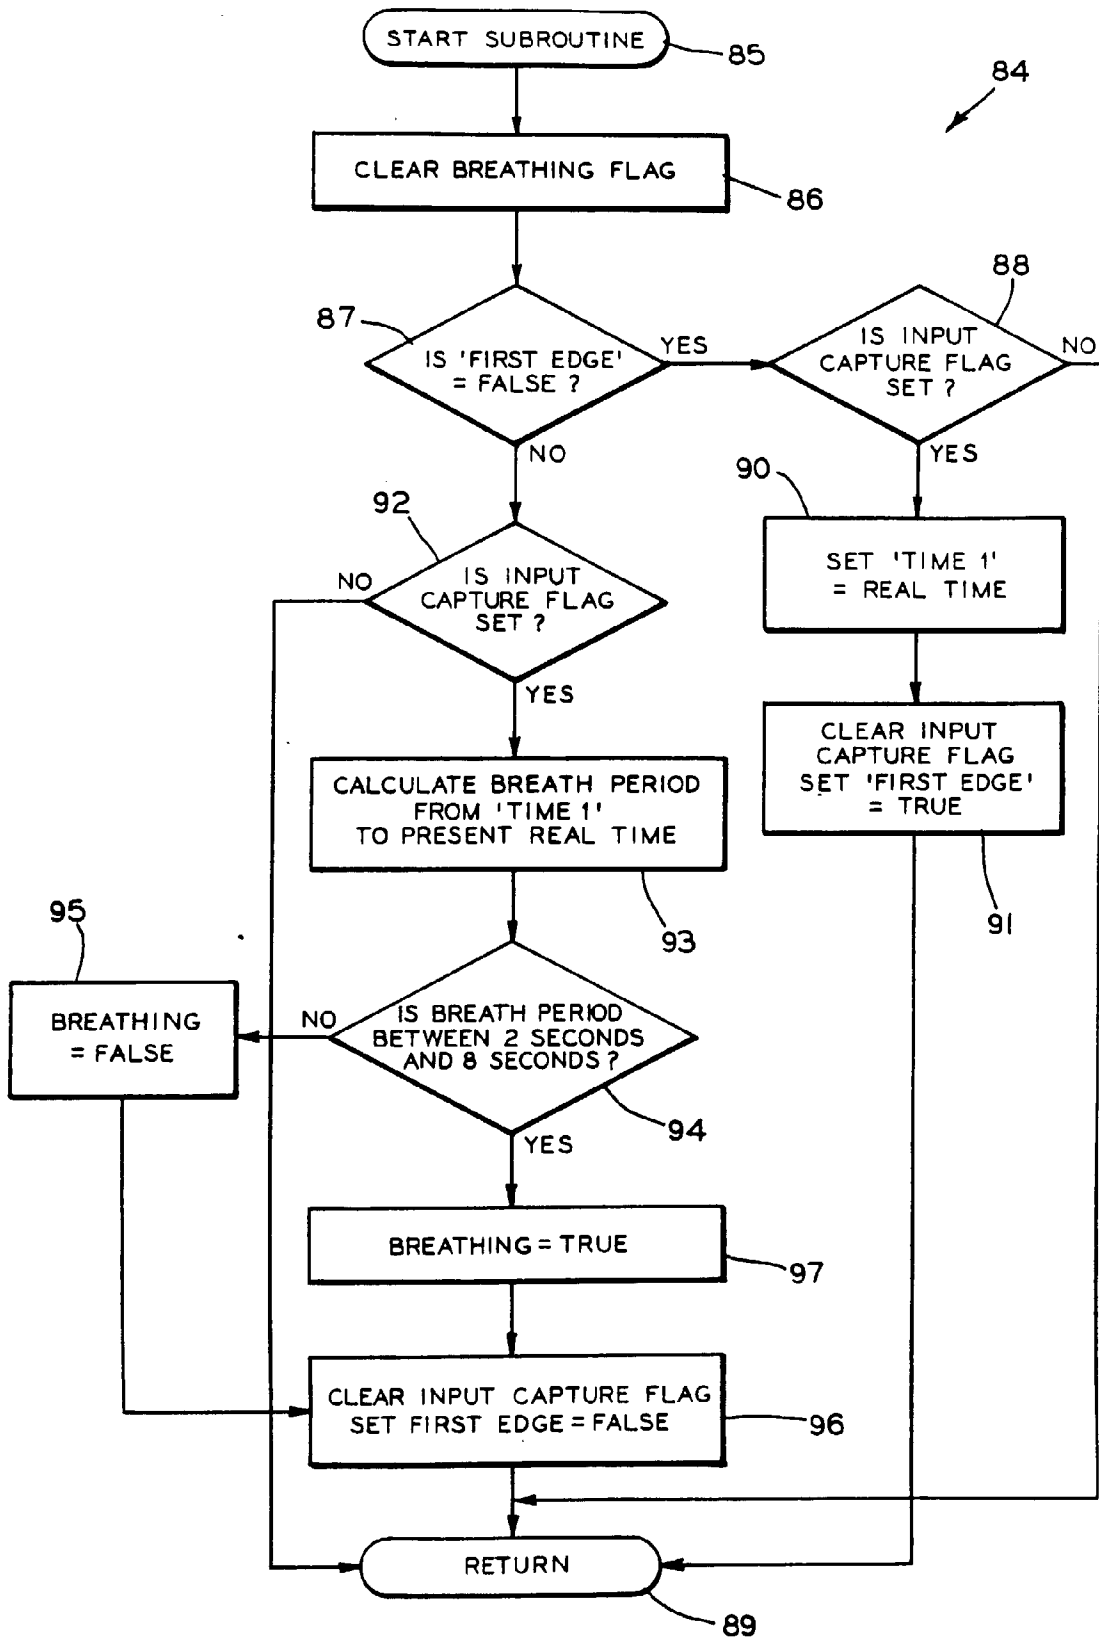 START SUBROUTINE
85
84
CLEAR BREATHING FLAG
86
87
IS 'FIRST EDGE'
= FALSE ?
YES
NO
88
IS INPUT
CAPTURE FLAG
SET ?
NO
YES
90
SET 'TIME 1'
= REAL TIME
92
IS INPUT
CAPTURE FLAG
SET ?
NO
YES
CLEAR INPUT
CAPTURE FLAG
SET 'FIRST EDGE'
= TRUE
91
CALCULATE BREATH PERIOD
FROM 'TIME 1'
TO PRESENT REAL TIME
93
95
BREATHING
= FALSE
NO
IS BREATH PERIOD
BETWEEN 2 SECONDS
AND 8 SECONDS ?
94
YES
BREATHING = TRUE
97
CLEAR INPUT CAPTURE FLAG
SET FIRST EDGE = FALSE
96
RETURN
89